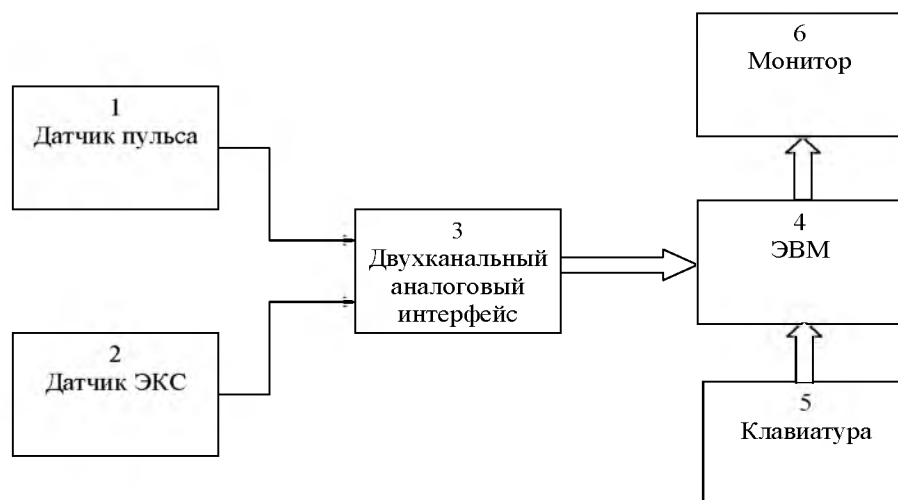 1
Датчик пульса
2
Датчик ЭКС
3
Двухканальный
аналоговый
интерфейс
4
ЭВМ
5
Клавиатура
6
Монитор